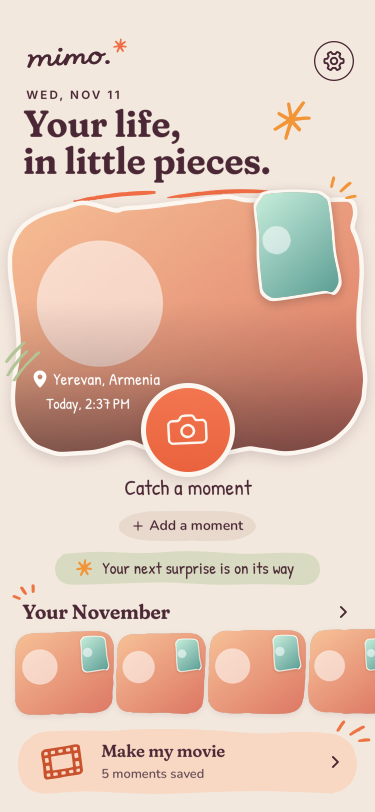 mimo.
WED, NOV 11
Your life,
in little pieces.
Yerevan, Armenia
Today, 2:37 PM
Catch a moment
+ Add a moment
Your next surprise is on its way
Your November
Make my movie
5 moments saved